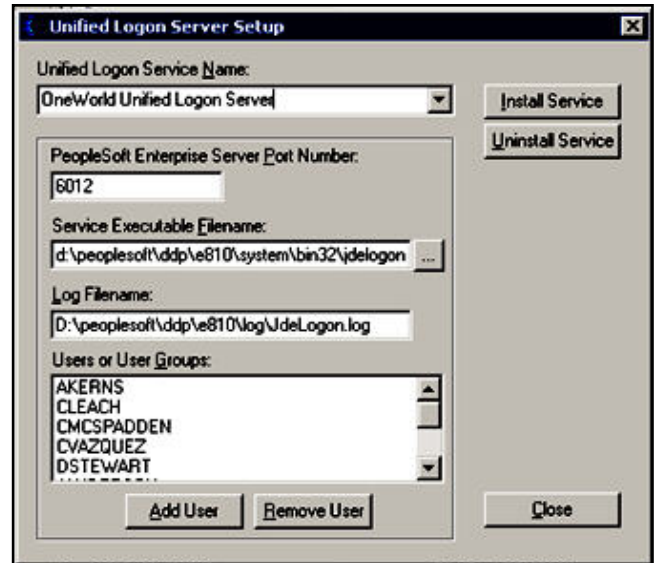 Unified Logon Server Setup
Unified Logon Service Name:
OneWorld Unified Logon Server
Install Service
Uninstall Service
PeopleSoft Enterprise Server Port Number:
6012
Service Executable Filename:
d:\peoplesoft\ddp\e810\system\bin32\jdelogon
...
Log Filename:
D:\peoplesoft\ddp\e810\log\JdeLogon.log
Users or User Groups:
AKERNS
CLEACH
CMCSPADDEN
CVAZQUEZ
DSTEWART
Add User
Remove User
Close